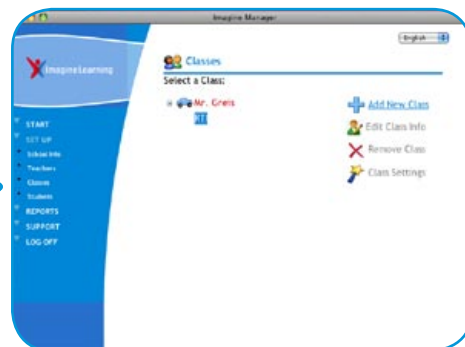 Imagine Manager
English
Imagine Learning
Classes
Select a Class:
Mr. Greis
START
SET UP
School Info
Teachers
Classes
Students
REPORTS
SUPPORT
LOG OFF
Add New Class
Edit Class Info
Remove Class
Class Settings